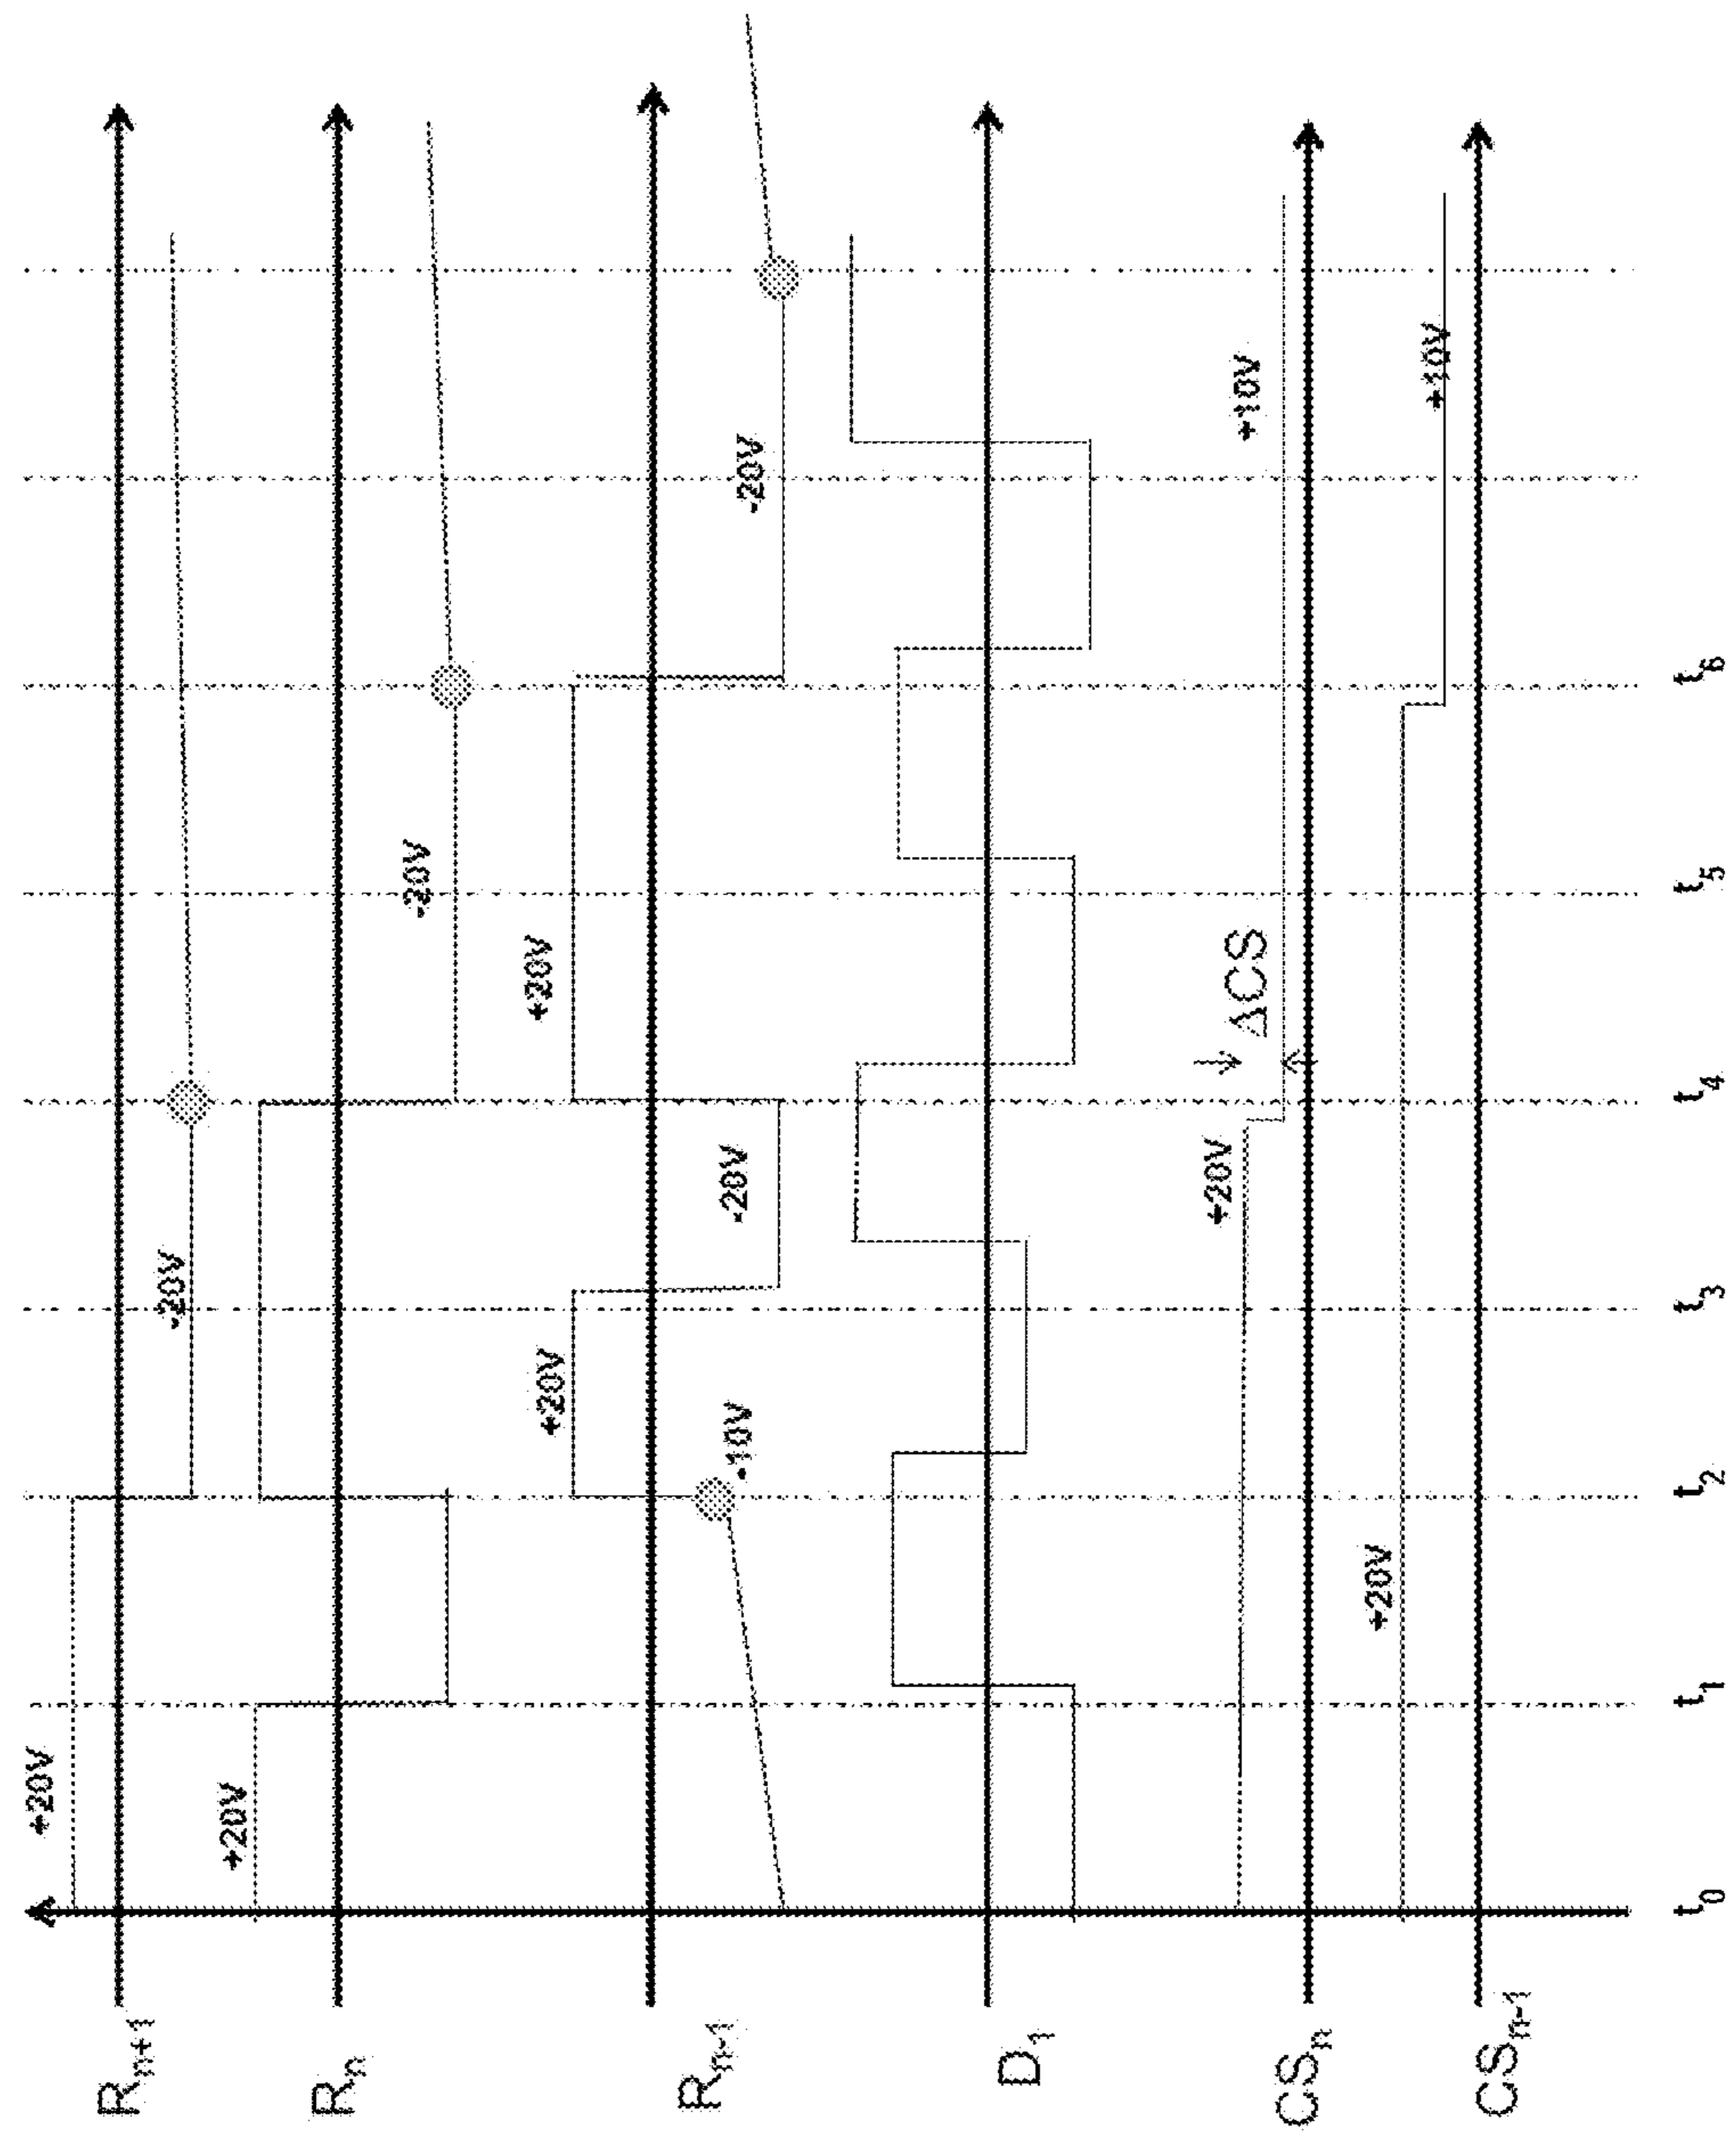 R_{n+1}
+20V
-20V
R_n
+20V
-20V
R_{n-1}
-10V
+20V
-20V
+20V
-20V
D_1
CS_n
+20V
ΔCS
+10V
CS_{n-1}
+20V
+10V
t_0
t_1
t_2
t_3
t_4
t_5
t_6